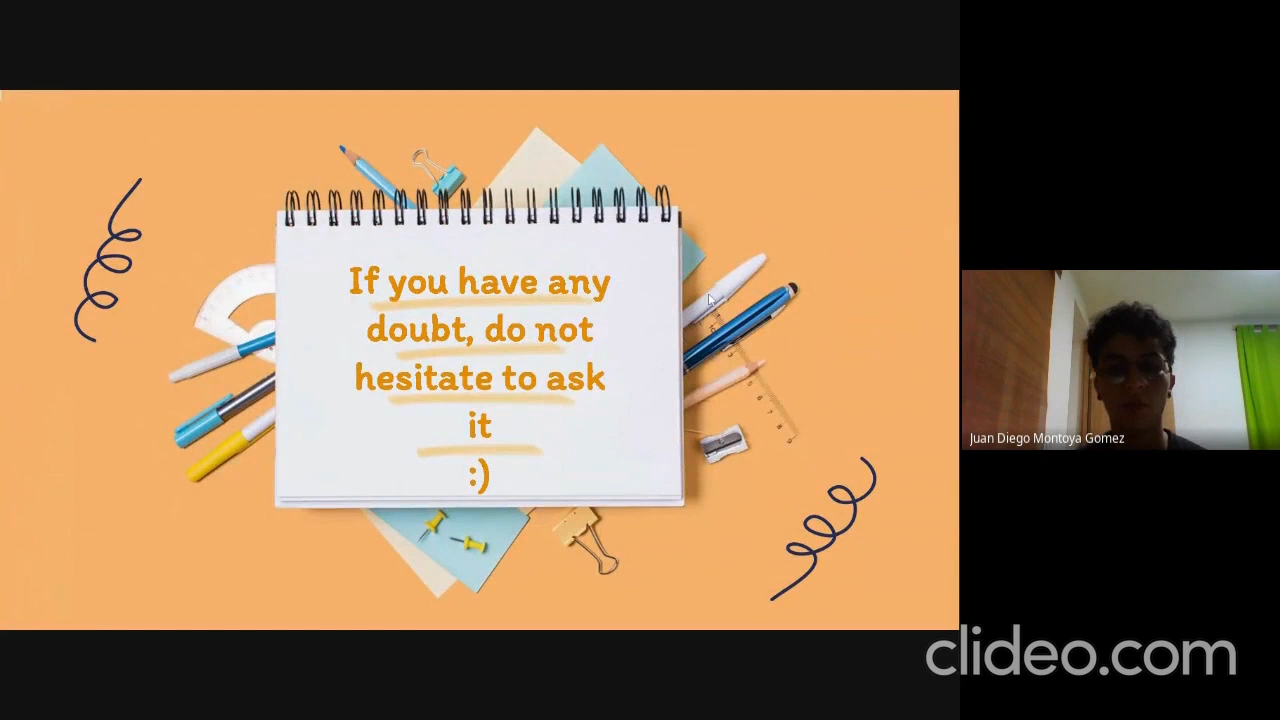 If you have any
doubt, do not
hesitate to ask
it
:)
Juan Diego Montoya Gomez
clideo.com